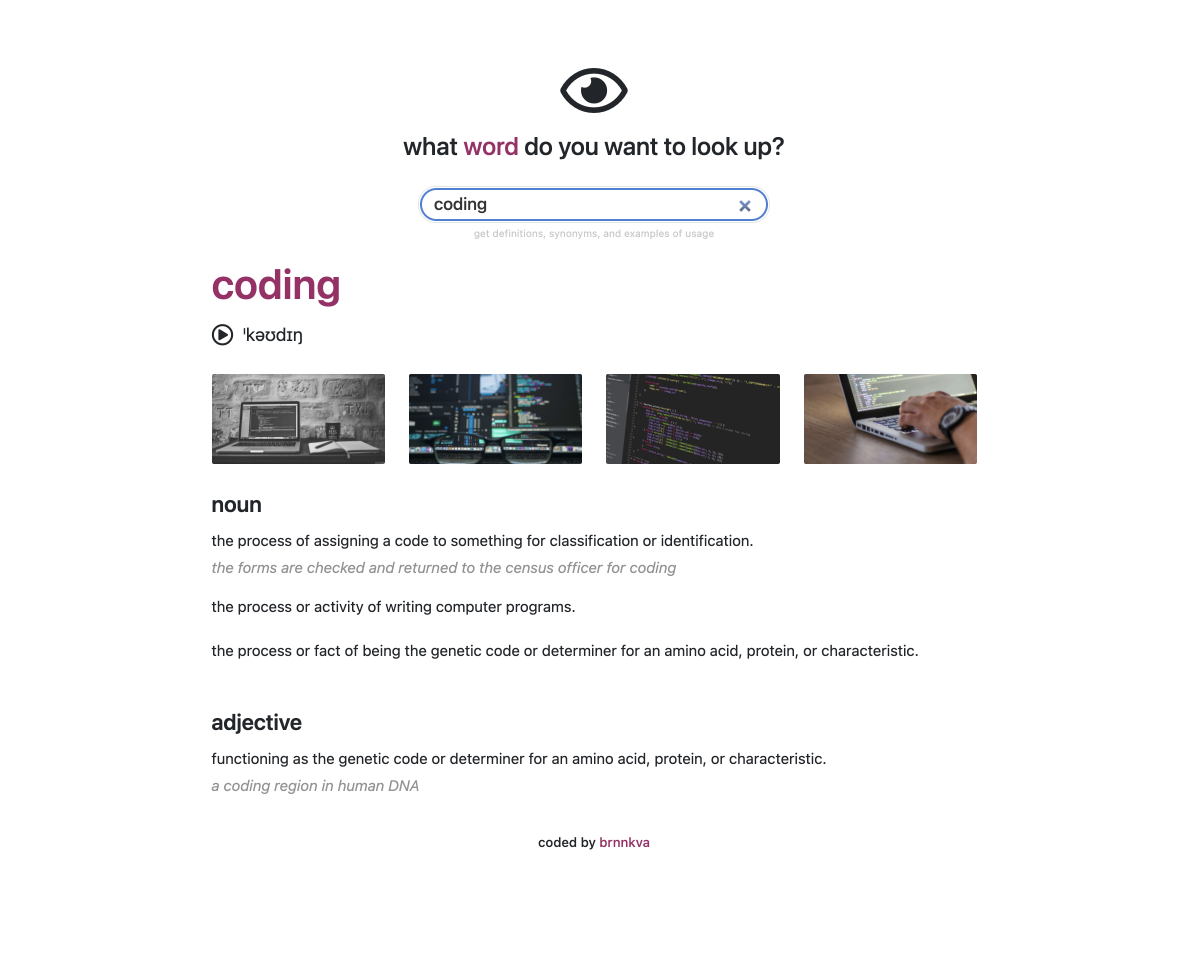 what word do you want to look up?
coding
get definitions, synonyms, and examples of usage
coding
ˈkəʊdɪŋ
noun
the process of assigning a code to something for classification or identification.
the forms are checked and returned to the census officer for coding
the process or activity of writing computer programs.
the process or fact of being the genetic code or determiner for an amino acid, protein, or characteristic.
adjective
functioning as the genetic code or determiner for an amino acid, protein, or characteristic.
a coding region in human DNA
coded by brnnkva